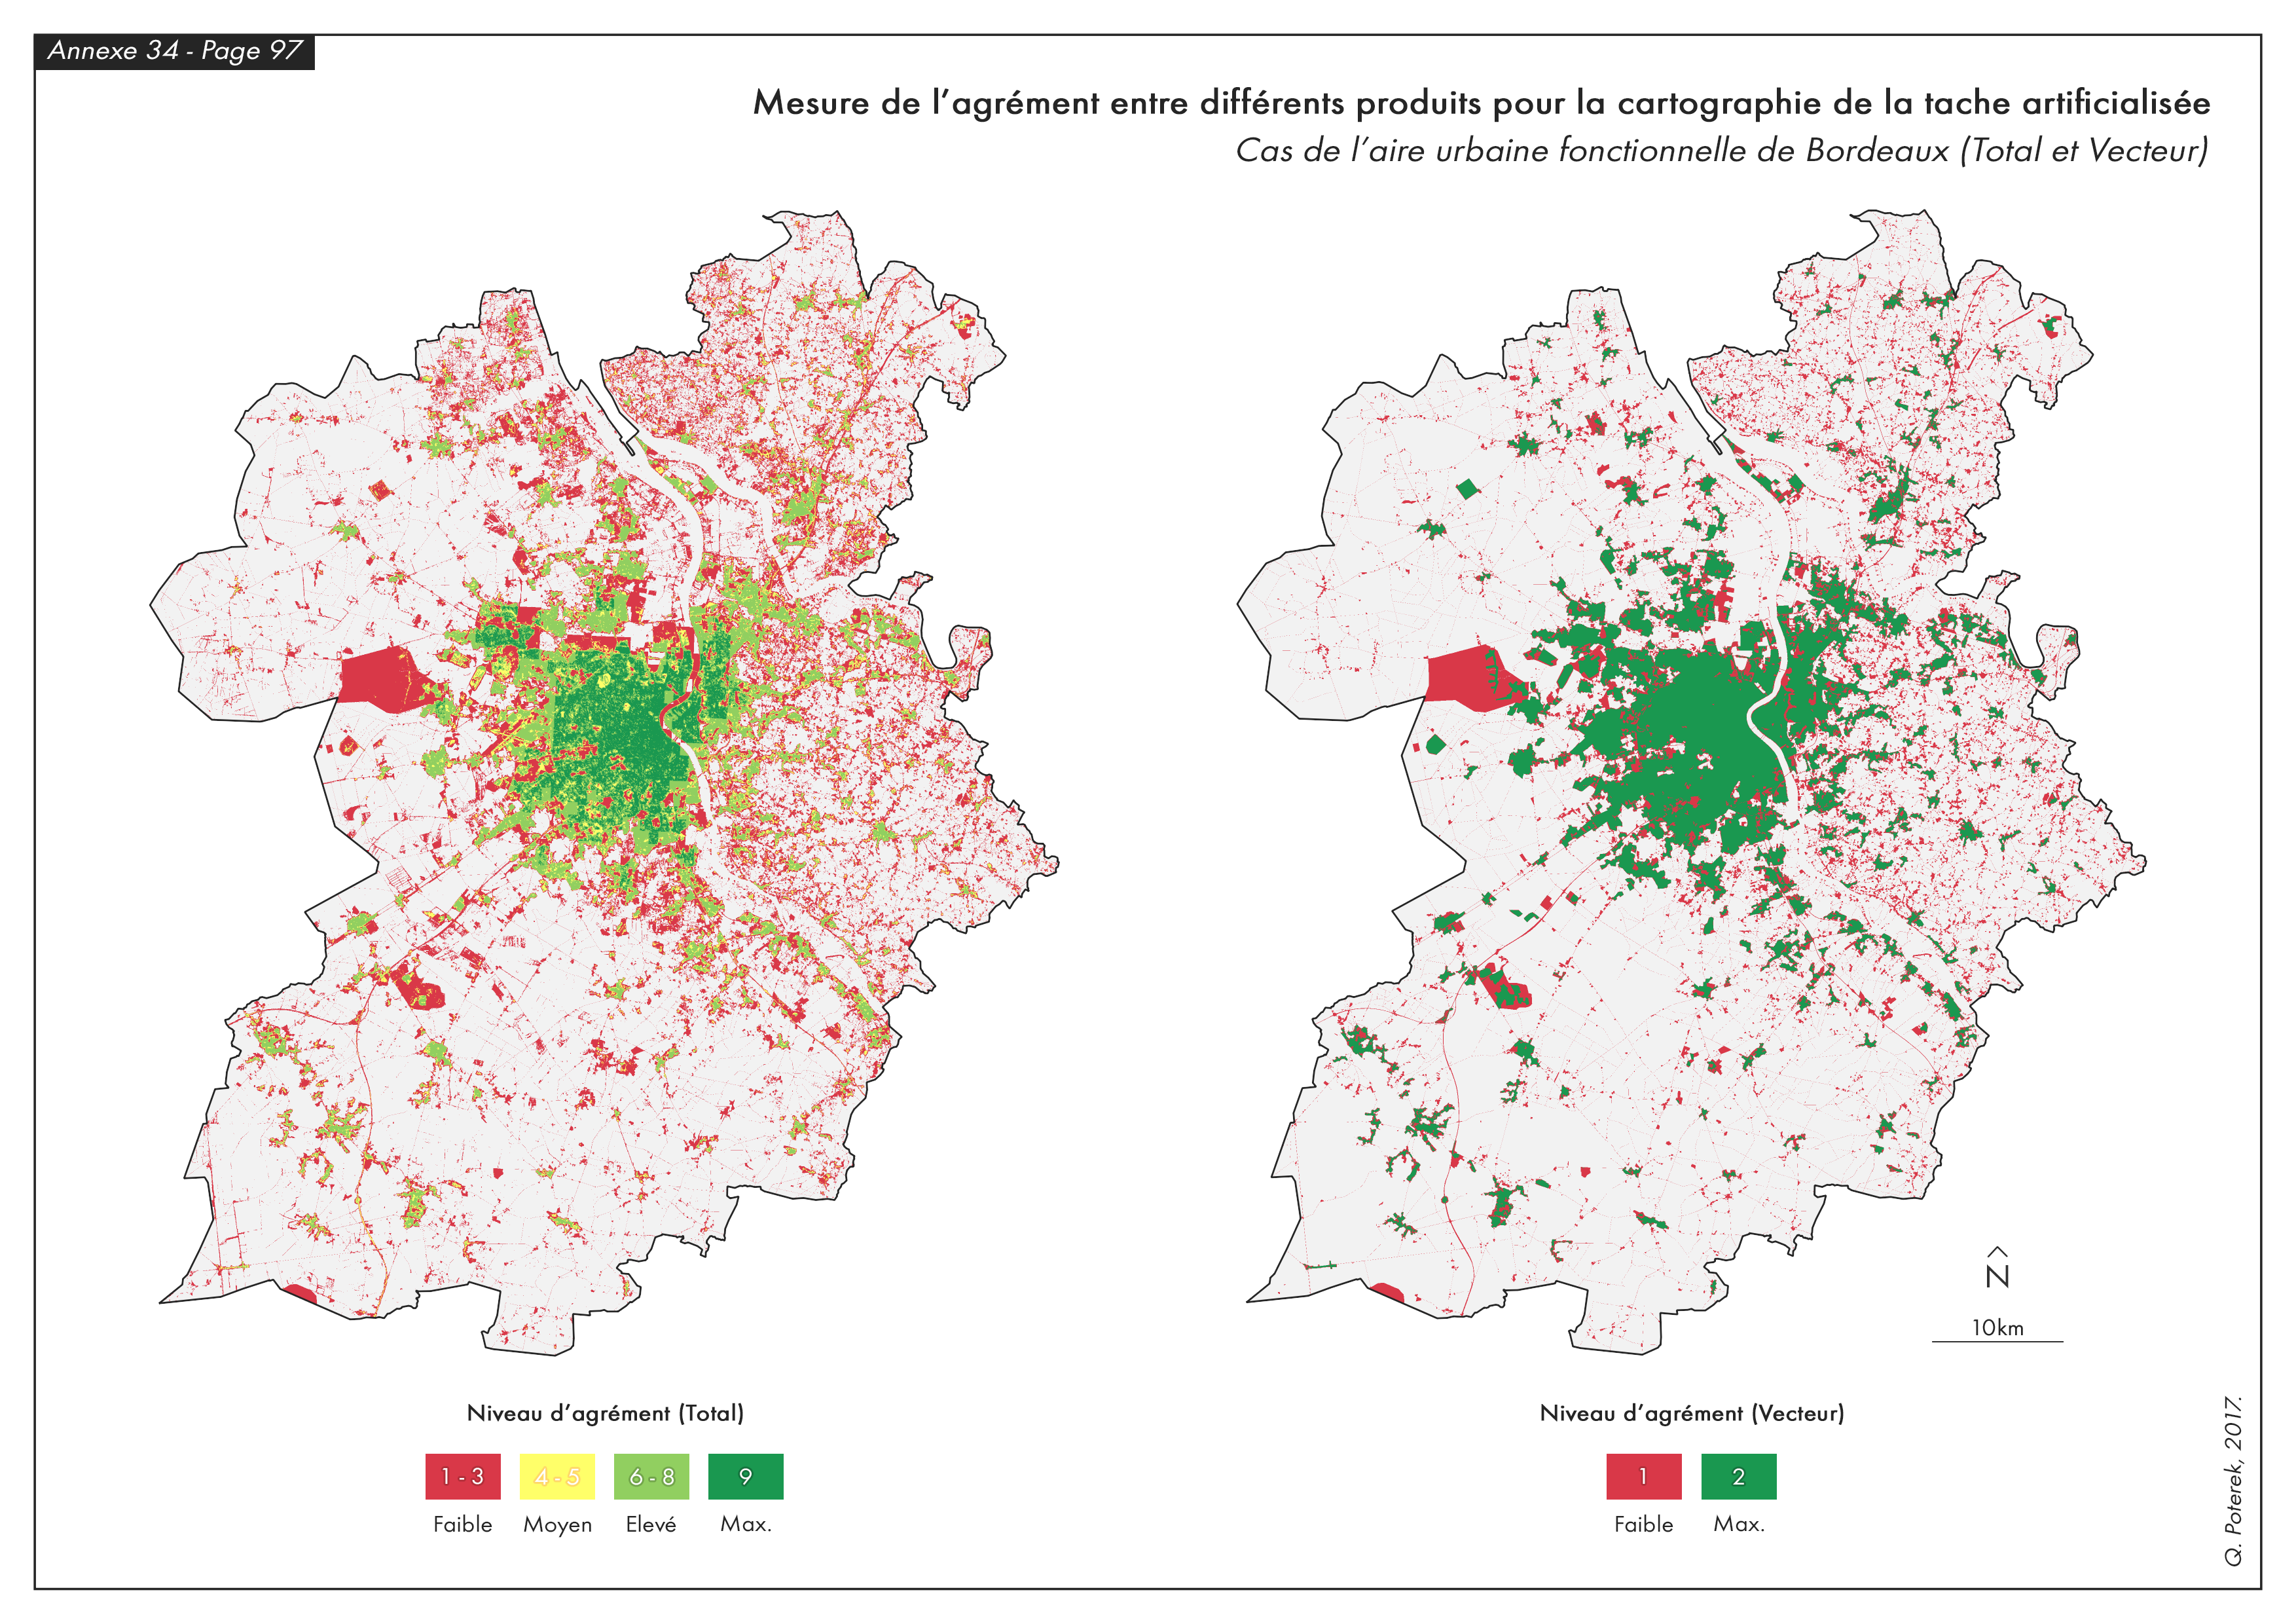 Annexe 34 - Page 97
Mesure de l’agrément entre différents produits pour la cartographie de la tache artificialisée
Cas de l’aire urbaine fonctionnelle de Bordeaux (Total et Vecteur)
N
10km
Niveau d’agrément (Total)
1 - 3 4 - 5 6 - 8 9
Faible Moyen Elevé Max.
Niveau d’agrément (Vecteur)
1 2
Faible Max.
Q. Poterek, 2017.